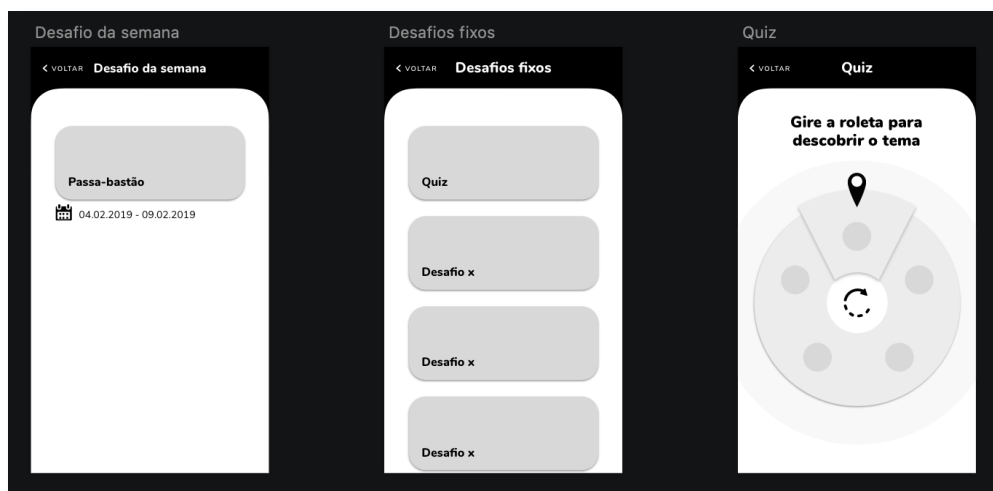 Desafio da semana
VOLTAR Desafio da semana
Passa-bastão
04.02.2019 - 09.02.2019
Desafios fixos
VOLTAR Desafios fixos
Quiz
Desafio x
Desafio x
Desafio x
Quiz
VOLTAR Quiz
Gire a roleta para
descobrir o tema